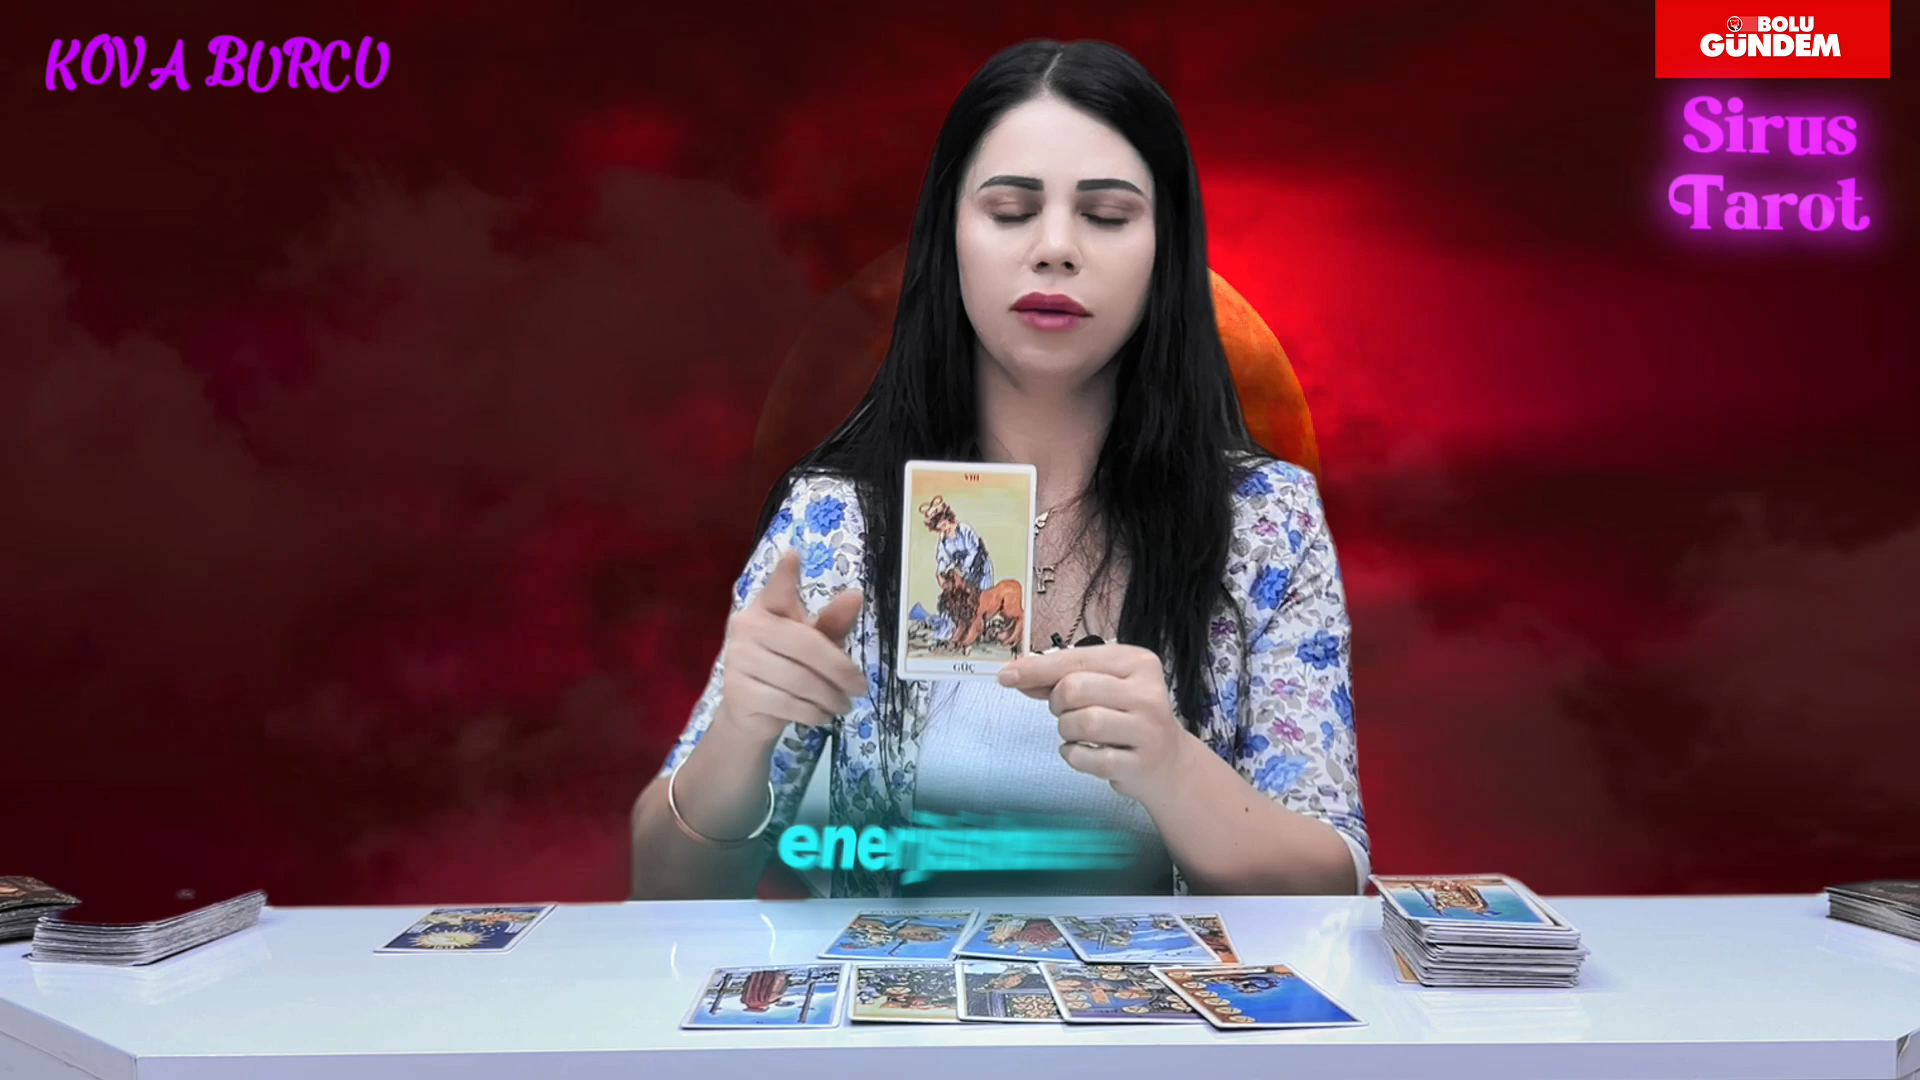 KOVA BURCU
BOLU
GÜNDEM
Sirus
Tarot
VIII
GÜÇ